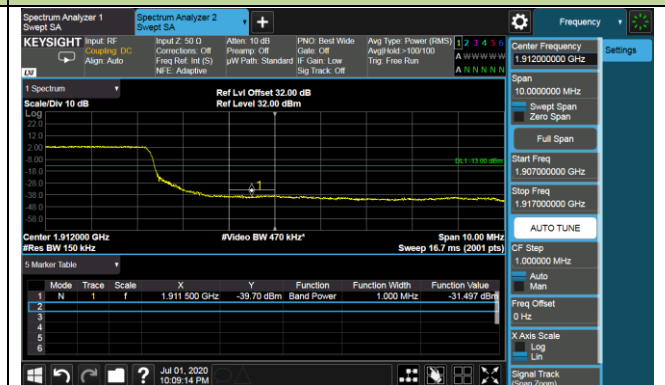 Spectrum Analyzer 1
Swept SA
Spectrum Analyzer 2
Swept SA
+
Frequency
KEYSIGHT Input: RF
Coupling: DC
Align: Auto
Input Z: 50 Ω
Corrections: Off
Freq Ref: Int (S)
NFE: Adaptive
Atten: 10 dB
Preamp: Off
µW Path: Standard
PNO: Best Wide
Gate: Off
IF Gain: Low
Sig Track: Off
Avg Type: Power (RMS)
Avg|Hold:>100/100
Trig: Free Run
1 2 3 4 5 6
A W W W W W
A N N N N N
LXI
Center Frequency
1.912000000 GHz
Settings
Span
10.0000000 MHz
Swept Span
Zero Span
Full Span
Start Freq
1.907000000 GHz
Stop Freq
1.917000000 GHz
AUTO TUNE
CF Step
1.000000 MHz
Auto
Man
Freq Offset
0 Hz
X Axis Scale
Log
Lin
Signal Track
(Span Zoom)
1 Spectrum
Scale/Div 10 dB
Ref Lvl Offset 32.00 dB
Ref Level 32.00 dBm
Log
22.0
12.0
2.00
-8.00
-18.0
-28.0
-38.0
-48.0
-58.0
DL1 -13.00 dBm
1
Center 1.912000 GHz
#Res BW 150 kHz
#Video BW 470 kHz*
Span 10.00 MHz
Sweep 16.7 ms (2001 pts)
5 Marker Table
Mode Trace Scale X Y Function Function Width Function Value
1 N 1 f 1.911 500 GHz -39.70 dBm Band Power 1.000 MHz -31.497 dBm
2
3
4
5
6
?
Jul 01, 2020
10:09:14 PM